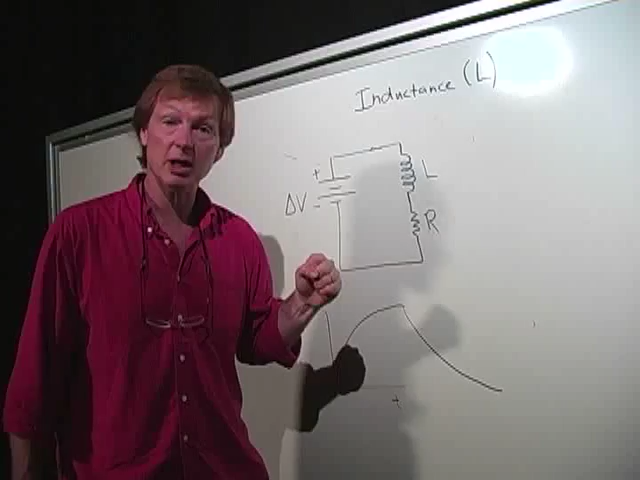 Inductance (L)
+
L
ΔV
-
R
t